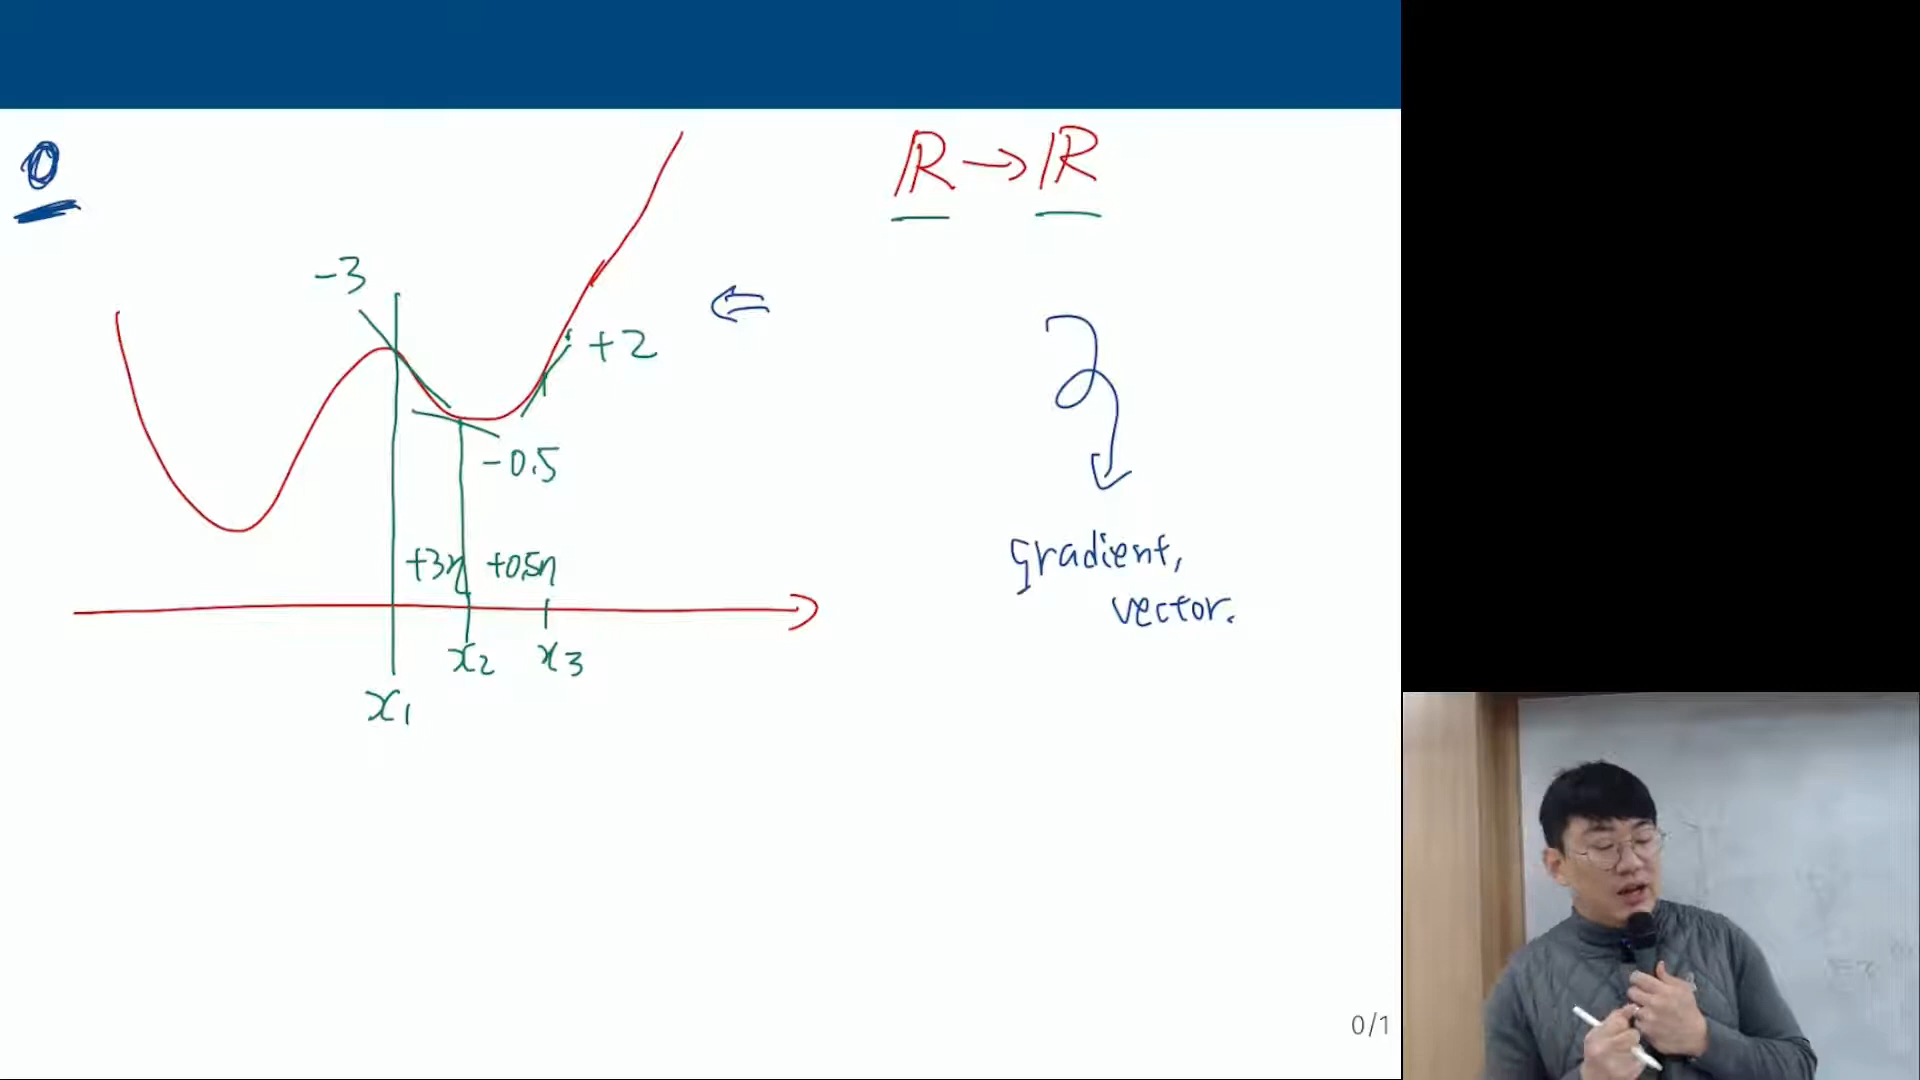 0
ℝ → ℝ
-3
+2
-0.5
+3η +0.5η
x₂ x₃
x₁
gradient,
vector.
0/1